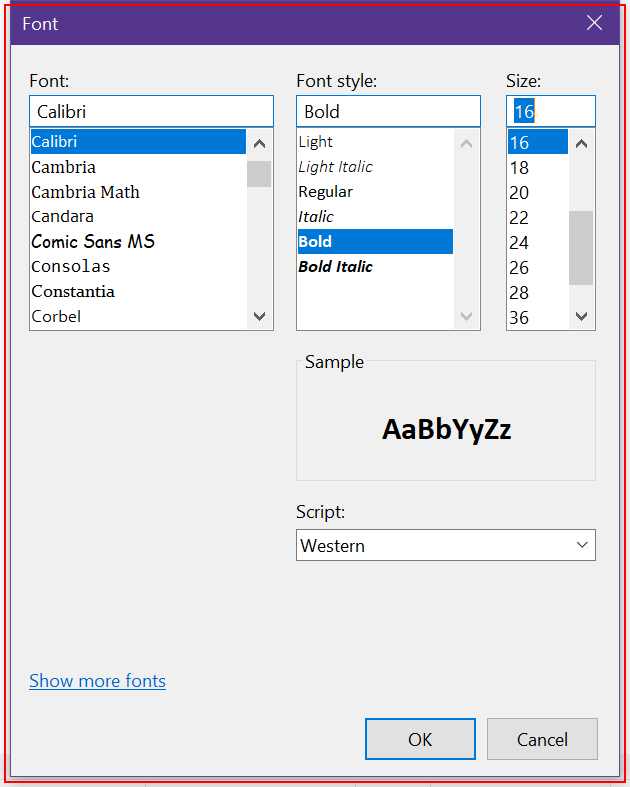 Font
Font:
Calibri
Calibri
Cambria
Cambria Math
Candara
Comic Sans MS
Consolas
Constantia
Corbel
Font style:
Bold
Light
Light Italic
Regular
Italic
Bold
Bold Italic
Size:
16
16
18
20
22
24
26
28
36
Sample
AaBbYyZz
Script:
Western
Show more fonts
OK
Cancel